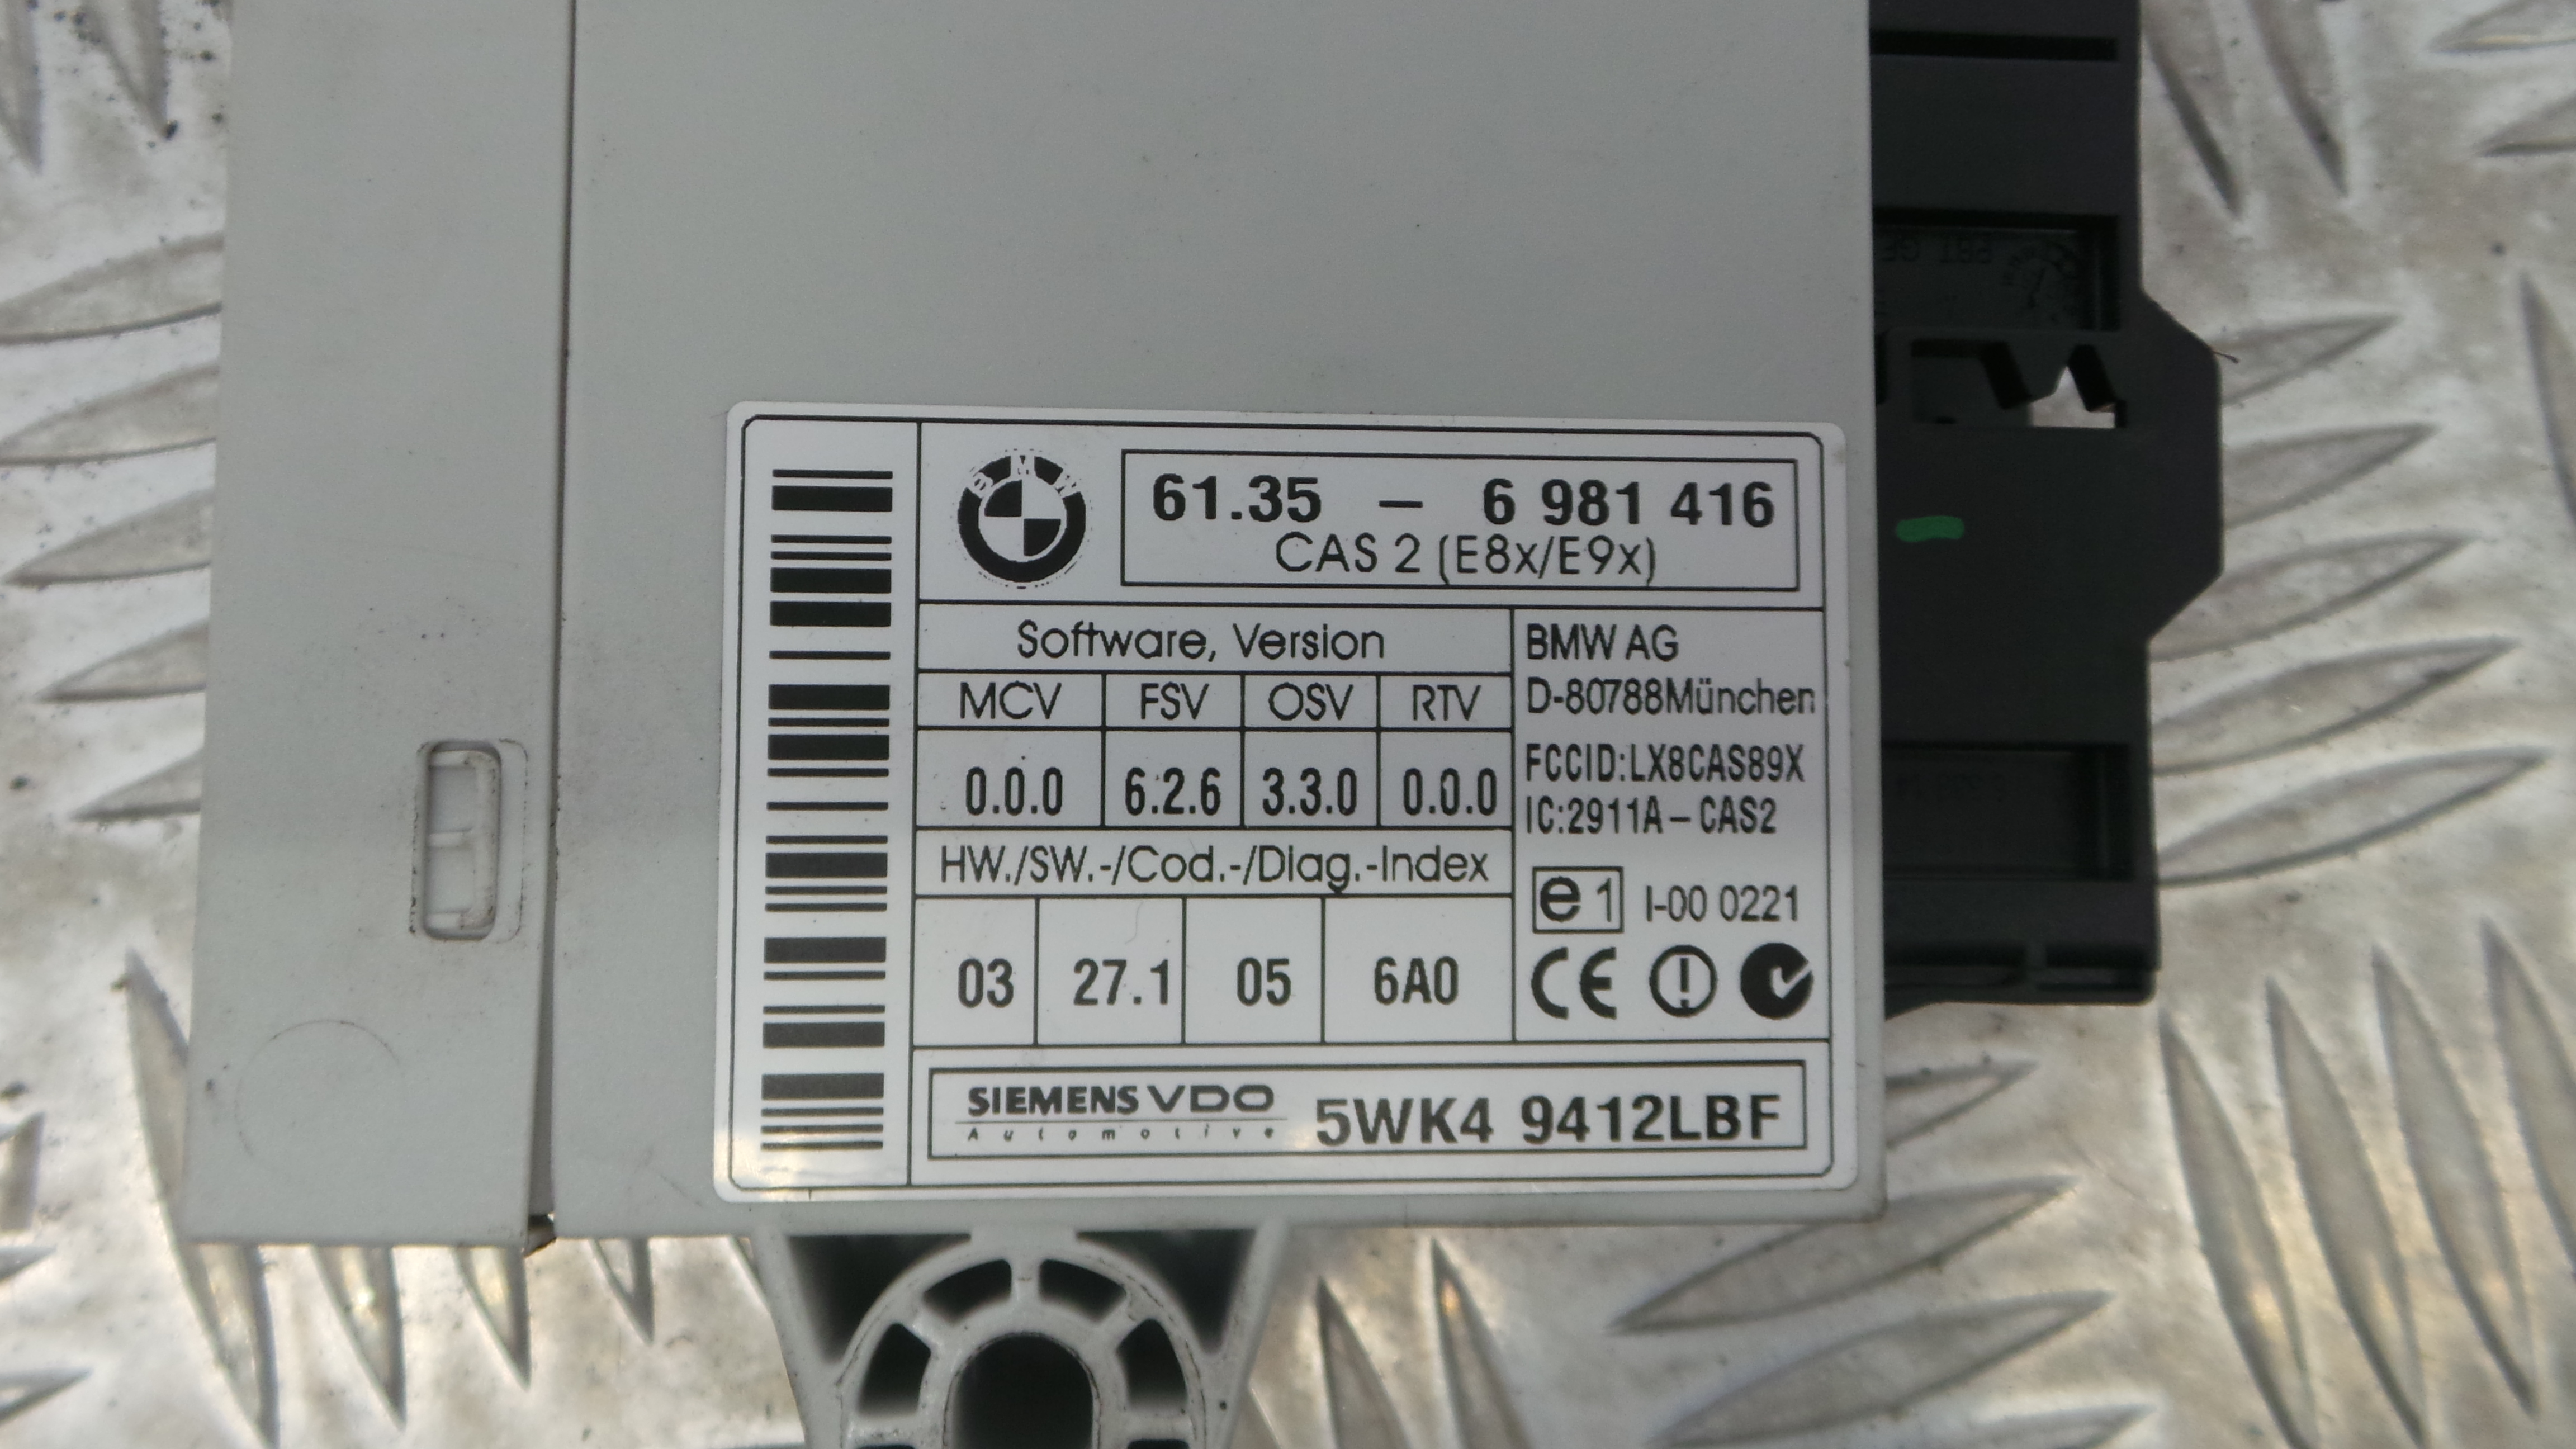 BMW
61.35 – 6 981 416
CAS 2 (E8x/E9x)
Software, Version
MCV FSV OSV RTV
0.0.0 6.2.6 3.3.0 0.0.0
HW./SW.-/Cod.-/Diag.-Index
03 27.1 05 6A0
BMW AG
D-80788München
FCCID:LX8CAS89X
IC:2911A–CAS2
e1 I-00 0221
CE
SIEMENS VDO
Automotive
5WK4 9412LBF